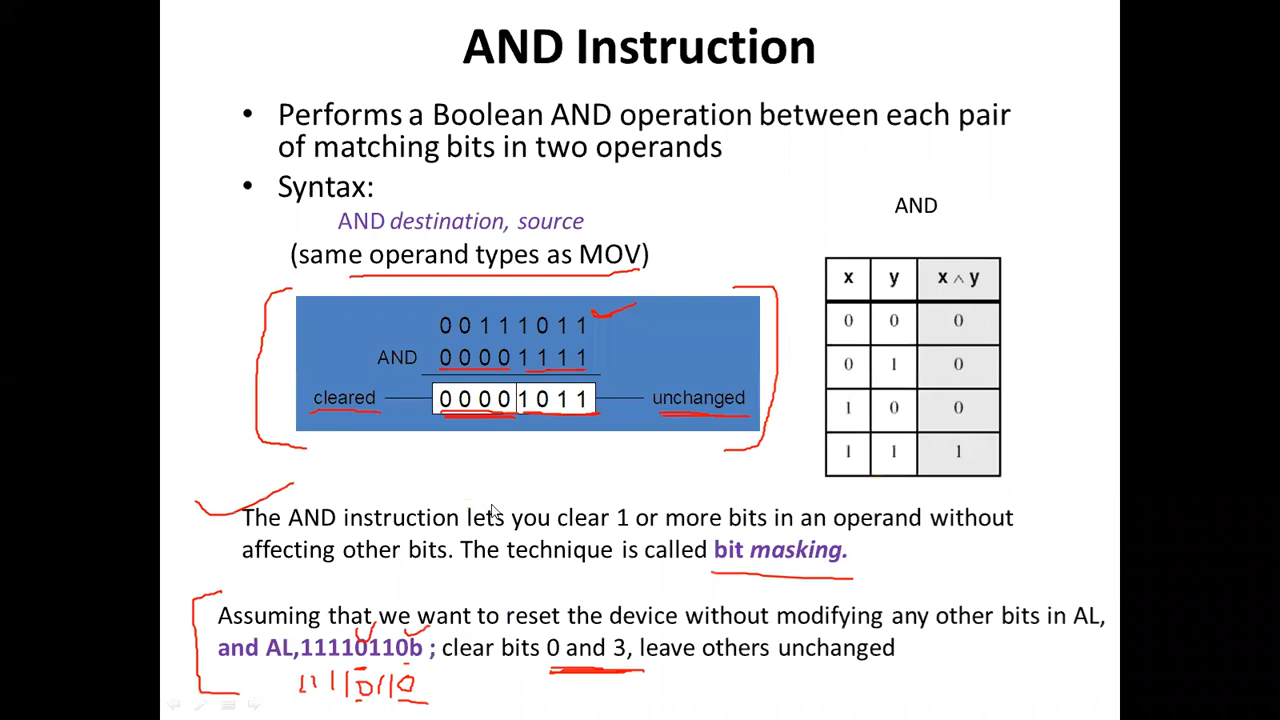 AND Instruction
• Performs a Boolean AND operation between each pair
of matching bits in two operands
• Syntax:
AND destination, source
(same operand types as MOV)
0 0 1 1 1 0 1 1
AND 0 0 0 0 1 1 1 1
cleared 0 0 0 0 1 0 1 1 unchanged
AND
x y x ∧ y
0 0 0
0 1 0
1 0 0
1 1 1
The AND instruction lets you clear 1 or more bits in an operand without
affecting other bits. The technique is called bit masking.
Assuming that we want to reset the device without modifying any other bits in AL,
and AL,11110110b ; clear bits 0 and 3, leave others unchanged
11110110